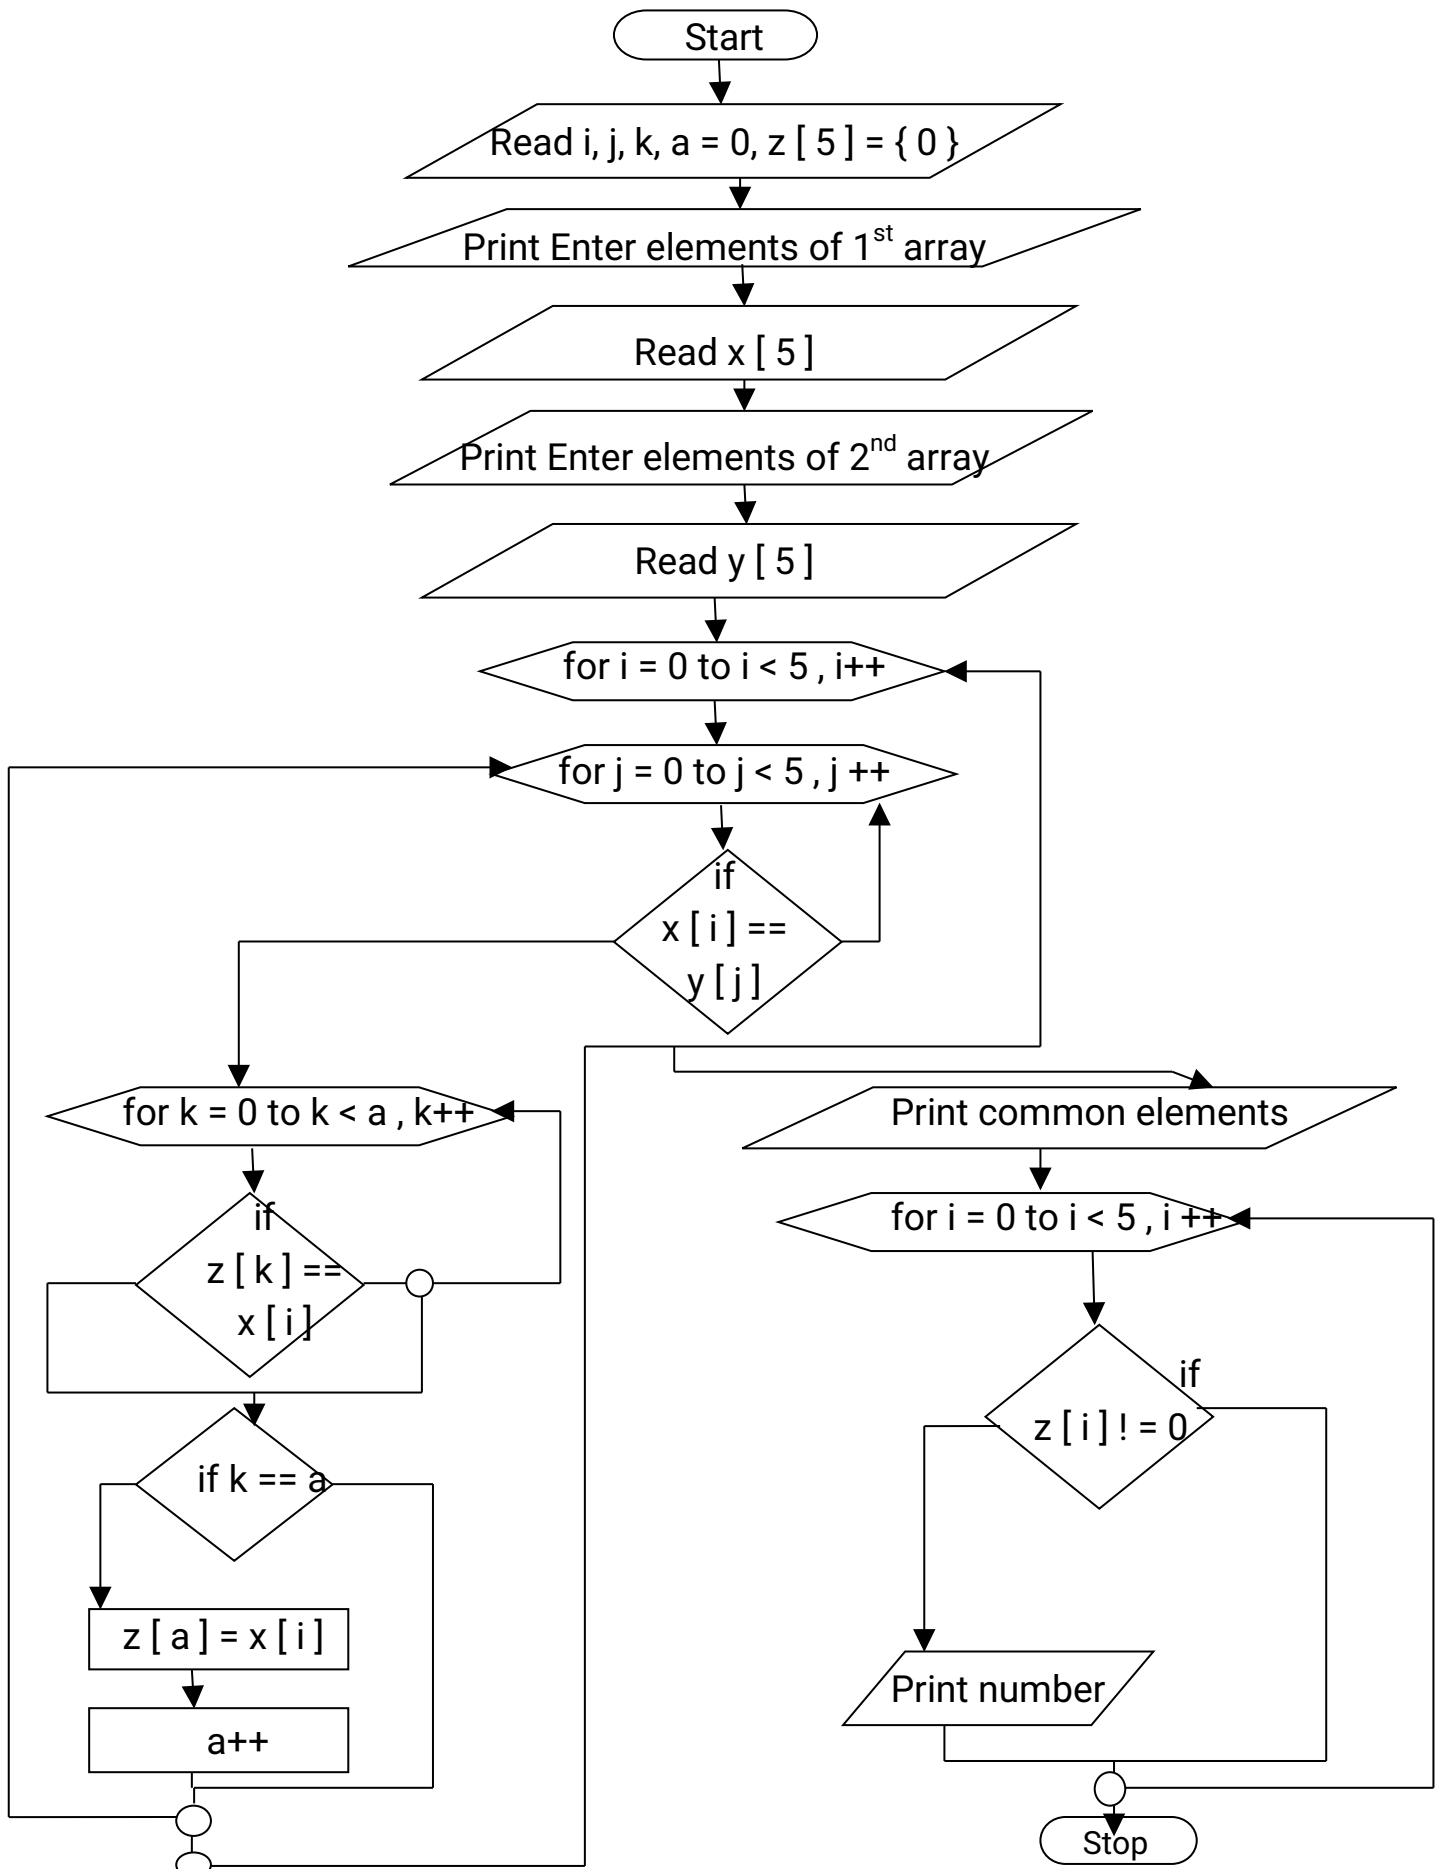 Start
Read i, j, k, a = 0, z [ 5 ] = { 0 }
Print Enter elements of 1st array
Read x [ 5 ]
Print Enter elements of 2nd array
Read y [ 5 ]
for i = 0 to i < 5 , i++
for j = 0 to j < 5 , j ++
if
x [ i ] ==
y [ j ]
for k = 0 to k < a , k++
if
z [ k ] ==
x [ i ]
if k == a
z [ a ] = x [ i ]
a++
Print common elements
for i = 0 to i < 5 , i ++
if
z [ i ] ! = 0
Print number
Stop